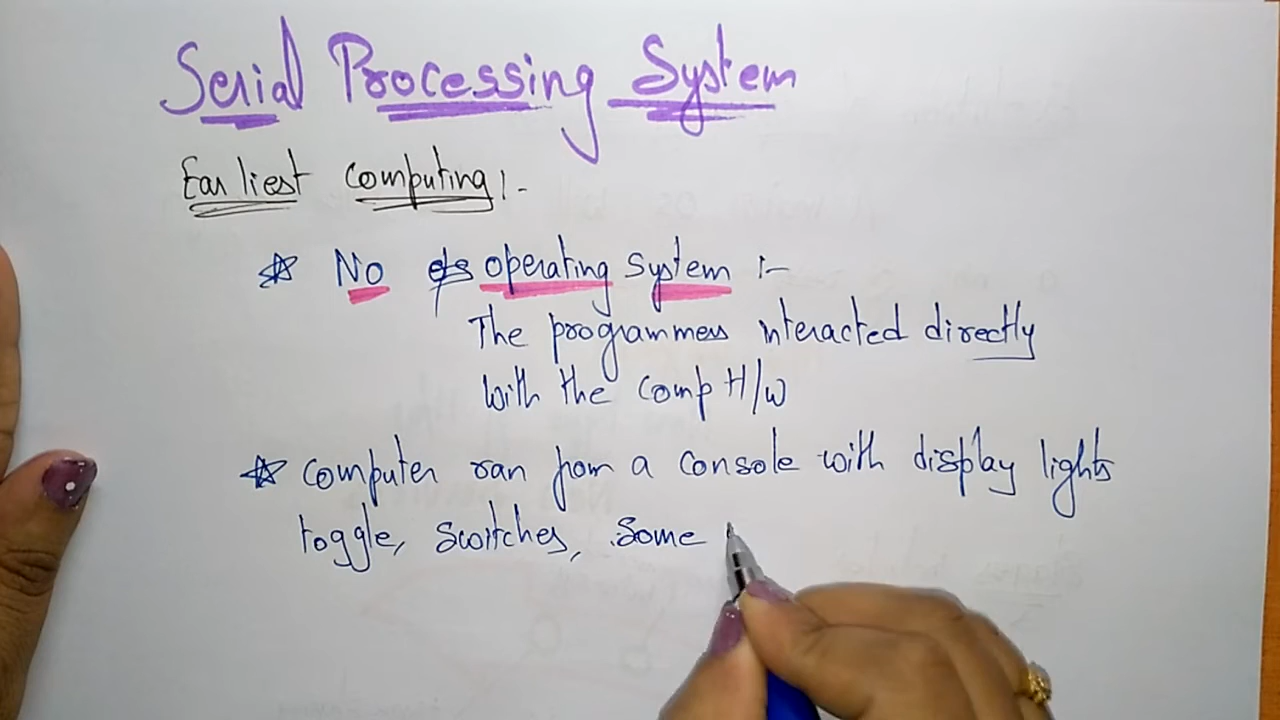 Serial Processing System
Earliest Computing :-
☆ No operating system :-
The programmers interacted directly
with the comp H/w
☆ Computer ran from a console with display lights
toggle, switches, some